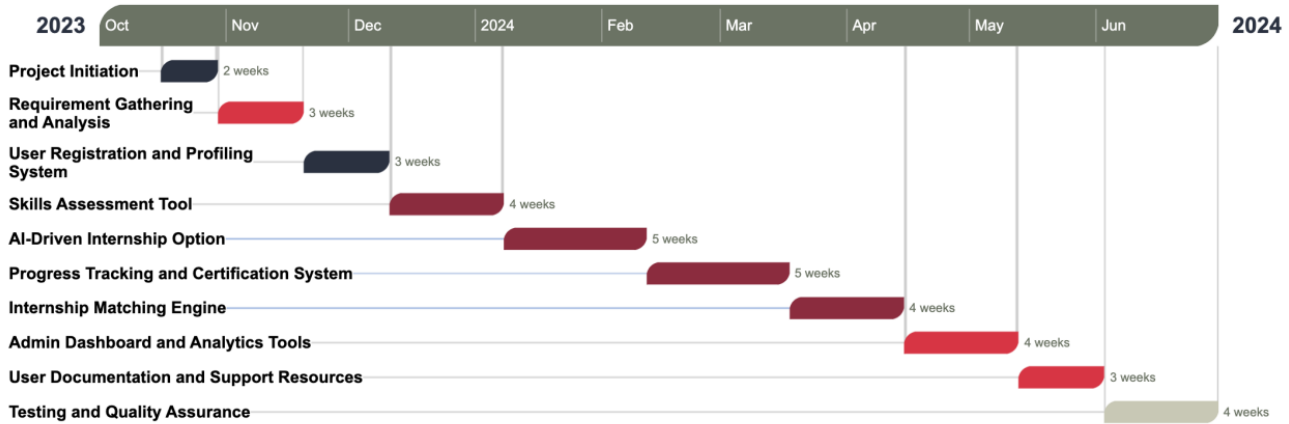 2023 Oct Nov Dec 2024 Feb Mar Apr May Jun 2024
Project Initiation 2 weeks
Requirement Gathering
and Analysis 3 weeks
User Registration and Profiling
System 3 weeks
Skills Assessment Tool 4 weeks
AI-Driven Internship Option 5 weeks
Progress Tracking and Certification System 5 weeks
Internship Matching Engine 4 weeks
Admin Dashboard and Analytics Tools 4 weeks
User Documentation and Support Resources 3 weeks
Testing and Quality Assurance 4 weeks